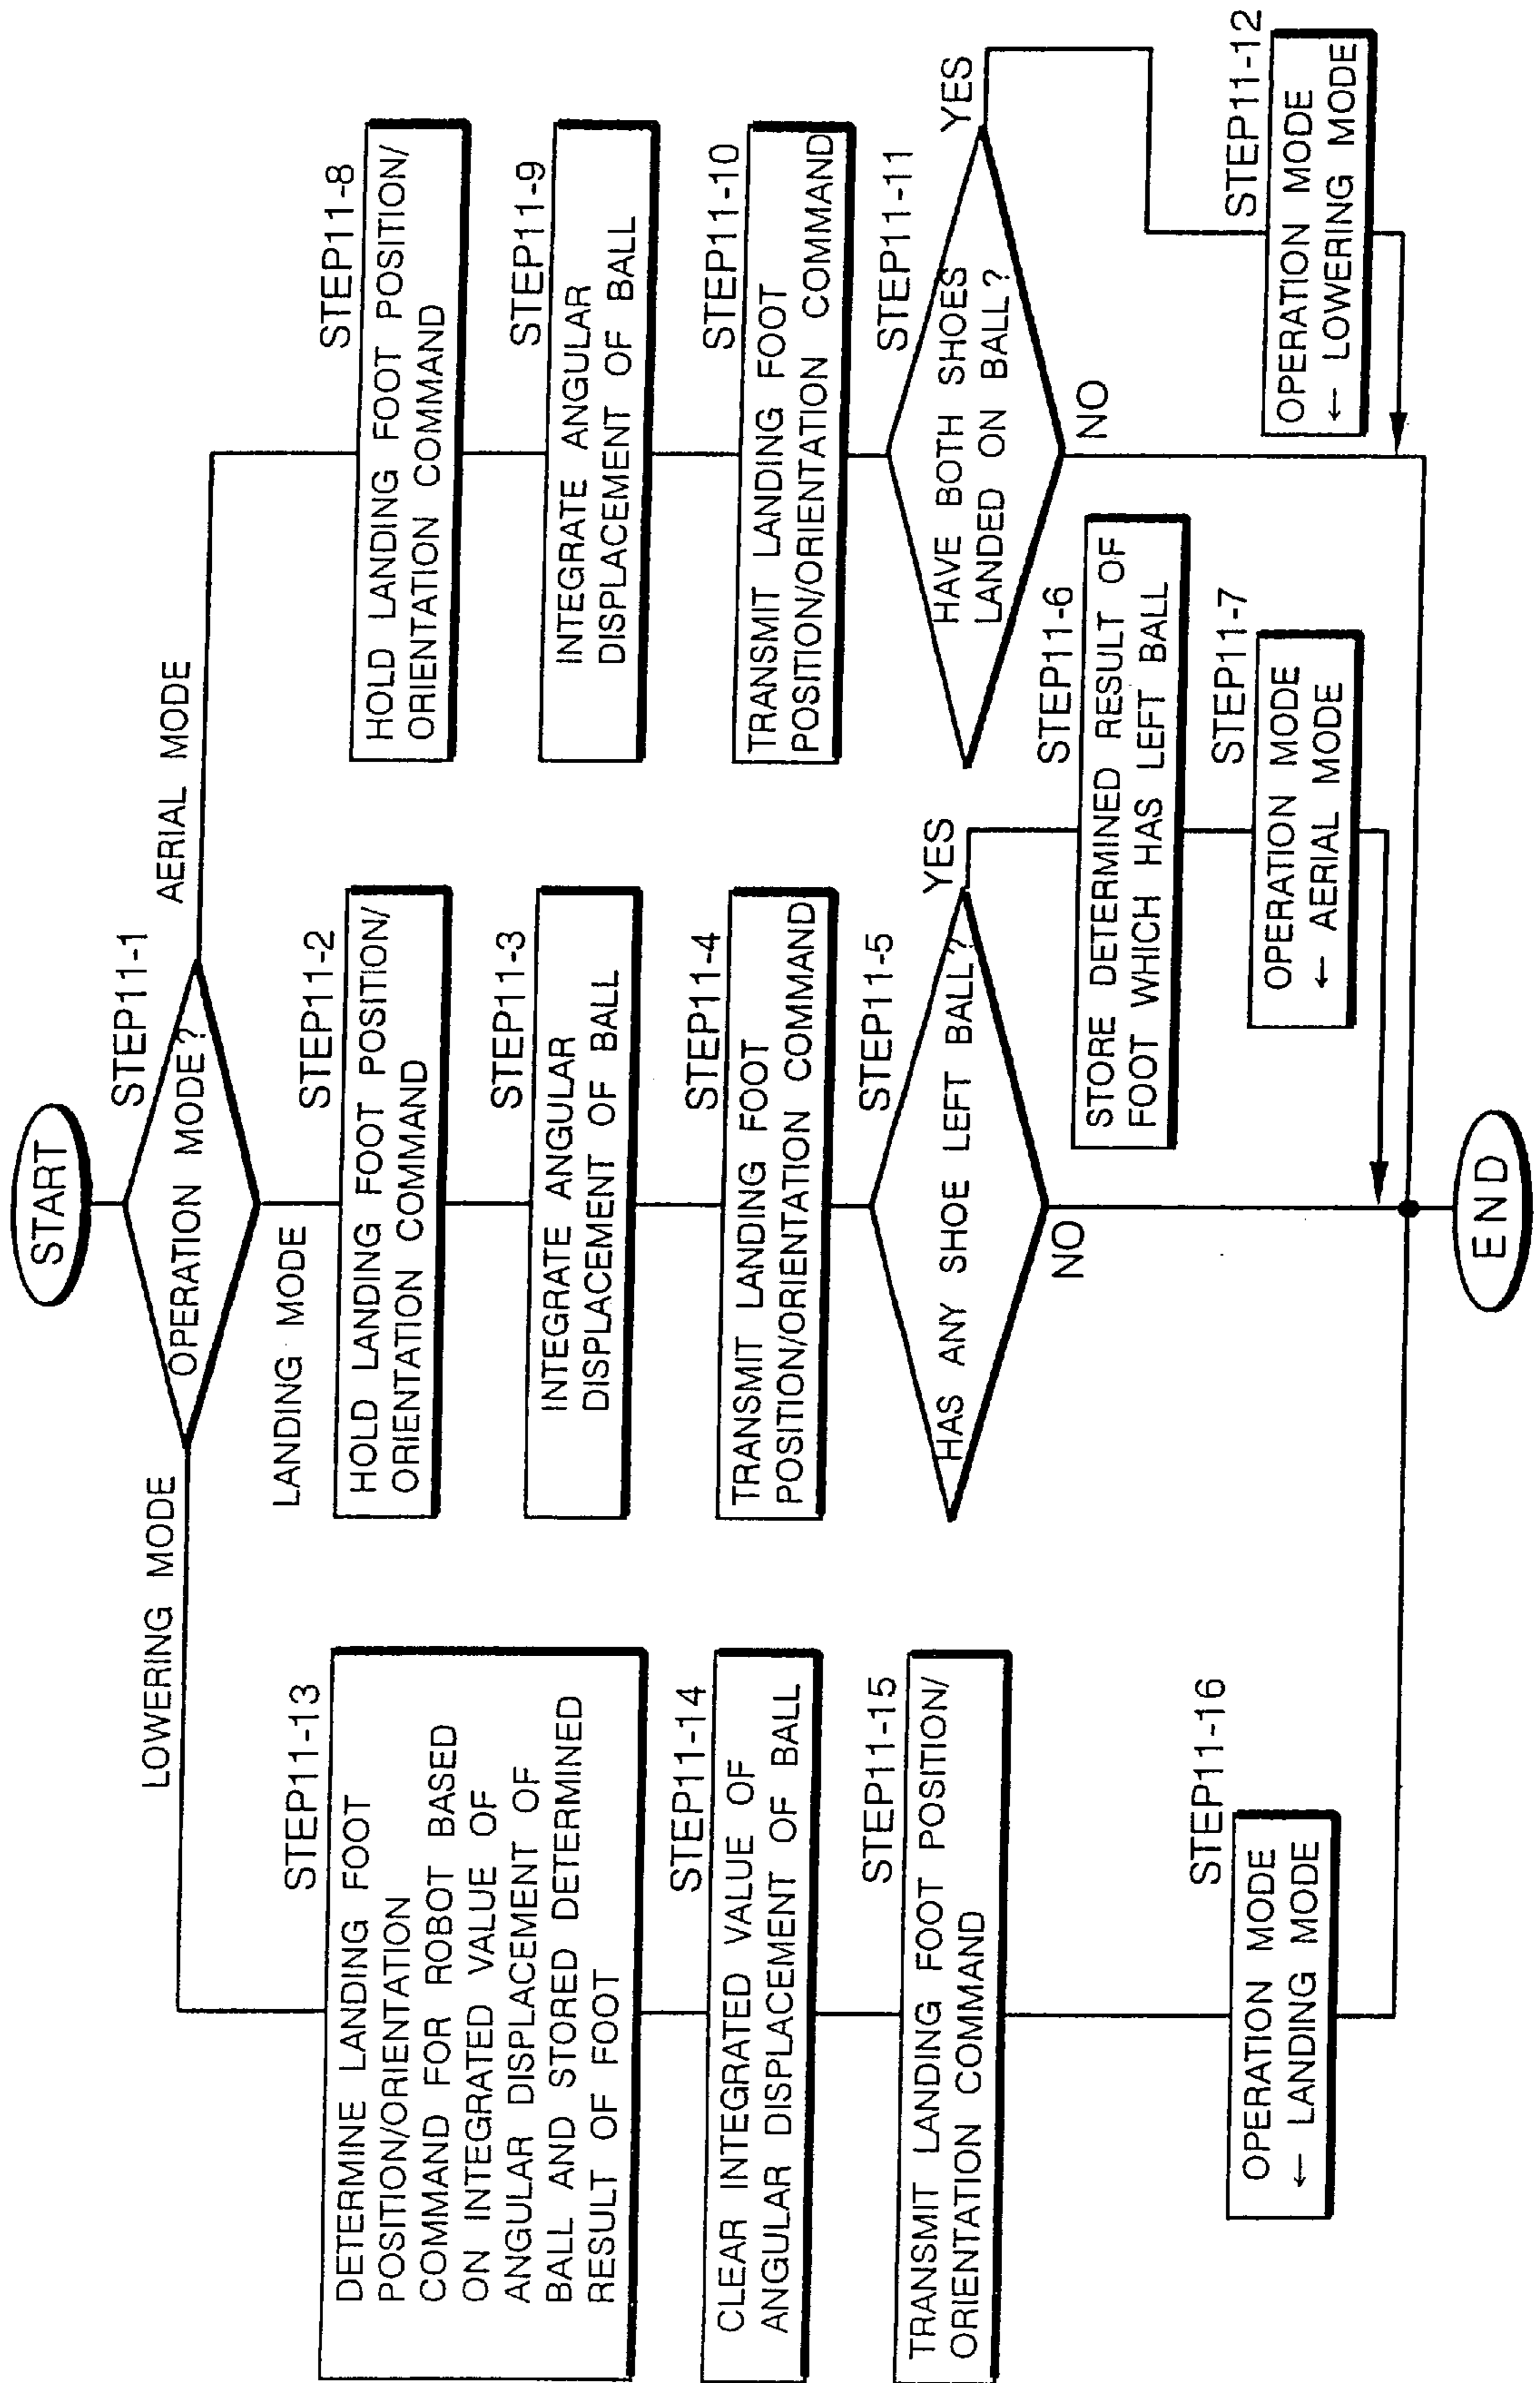 START
STEP11-1
OPERATION MODE?
LOWERING MODE
LANDING MODE
AERIAL MODE
STEP11-13
DETERMINE LANDING FOOT
POSITION/ORIENTATION
COMMAND FOR ROBOT BASED
ON INTEGRATED VALUE OF
ANGULAR DISPLACEMENT OF
BALL AND STORED DETERMINED
RESULT OF FOOT
STEP11-14
CLEAR INTEGRATED VALUE OF
ANGULAR DISPLACEMENT OF BALL
STEP11-15
TRANSMIT LANDING FOOT POSITION/
ORIENTATION COMMAND
STEP11-16
OPERATION MODE
← LANDING MODE
STEP11-2
HOLD LANDING FOOT POSITION/
ORIENTATION COMMAND
STEP11-3
INTEGRATE ANGULAR
DISPLACEMENT OF BALL
STEP11-4
TRANSMIT LANDING FOOT
POSITION/ORIENTATION COMMAND
STEP11-5
HAS ANY SHOE LEFT BALL?
YES
NO
STEP11-6
STORE DETERMINED RESULT OF
FOOT WHICH HAS LEFT BALL
STEP11-7
OPERATION MODE
← AERIAL MODE
STEP11-8
HOLD LANDING FOOT POSITION/
ORIENTATION COMMAND
STEP11-9
INTEGRATE ANGULAR
DISPLACEMENT OF BALL
STEP11-10
TRANSMIT LANDING FOOT
POSITION/ORIENTATION COMMAND
STEP11-11
HAVE BOTH SHOES
LANDED ON BALL?
YES
NO
STEP11-12
OPERATION MODE
← LOWERING MODE
END